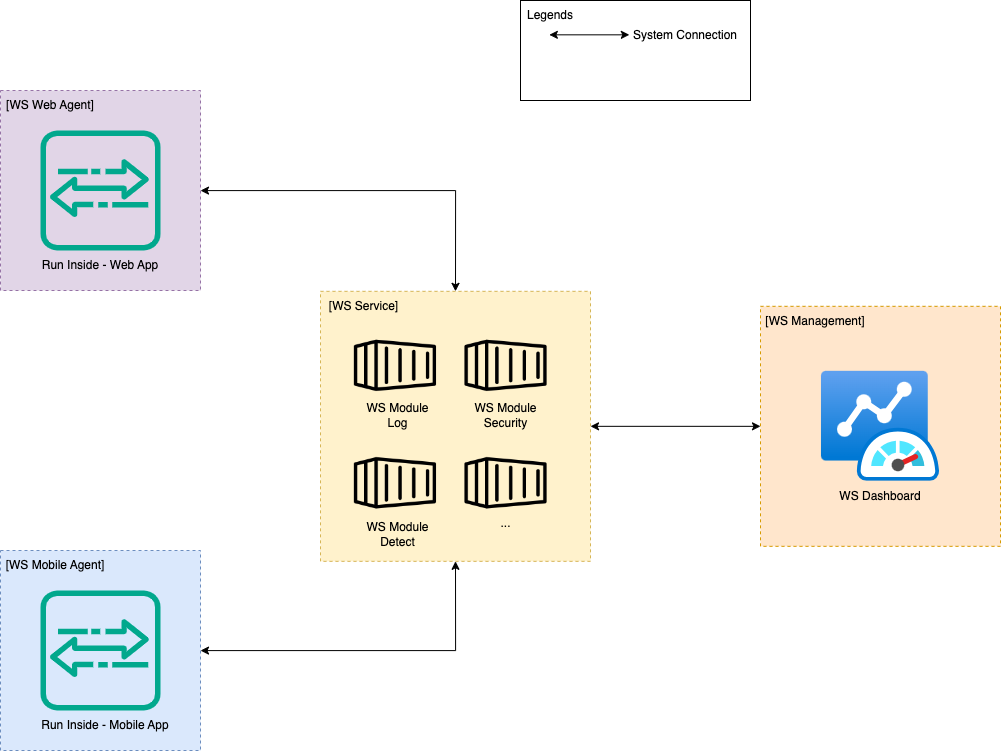 Legends
System Connection
[WS Web Agent]
Run Inside - Web App
[WS Service]
WS Module
Log
WS Module
Security
WS Module
Detect
...
[WS Management]
WS Dashboard
[WS Mobile Agent]
Run Inside - Mobile App